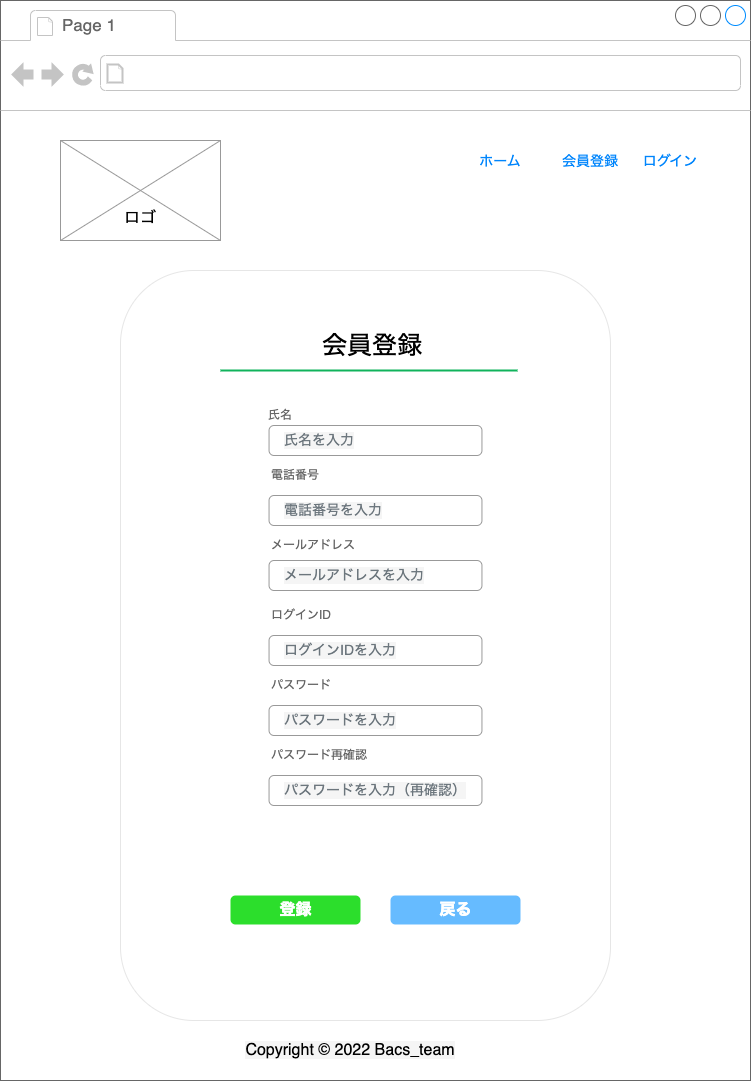 Page 1
ホーム 会員登録 ログイン
ロゴ
会員登録
氏名
氏名を入力
電話番号
電話番号を入力
メールアドレス
メールアドレスを入力
ログインID
ログインIDを入力
パスワード
パスワードを入力
パスワード再確認
パスワードを入力（再確認）
登録 戻る
Copyright © 2022 Bacs_team